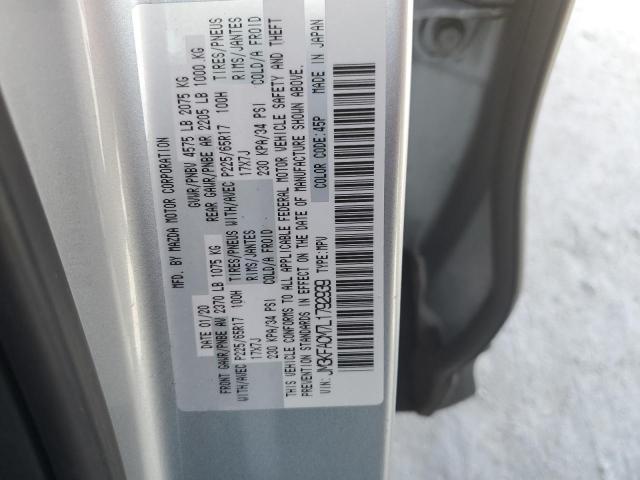 MFD. BY MAZDA MOTOR CORPORATION
DATE 01/20 GVWR/PNBV 4575 LB 2075 KG
FRONT GAWR/PNBE AV 2370 LB 1075 KG REAR GAWR/PNBE AR 2205 LB 1000 KG
WITH/AVEC P225/65R17 100H TIRES/PNEUS WITH/AVEC P225/65R17 100H TIRES/PNEUS
17X7J RIMS/JANTES 17X7J RIMS/JANTES
230 KPA/34 PSI COLD/A FROID 230 KPA/34 PSI COLD/A FROID
THIS VEHICLE CONFORMS TO ALL APPLICABLE FEDERAL MOTOR VEHICLE SAFETY AND THEFT
PREVENTION STANDARDS IN EFFECT ON THE DATE OF MANUFACTURE SHOWN ABOVE.
COLOR CODE:45P MADE IN JAPAN
VIN: JM3KFACM7L1792939 TYPE:MPV